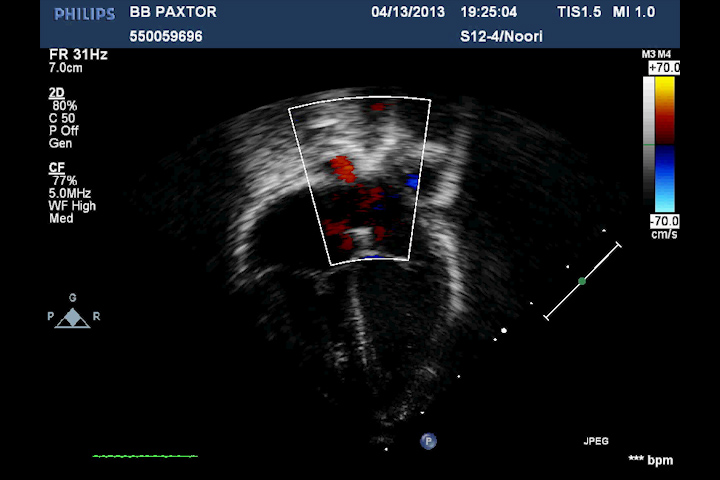 PHILIPS
BB PAXTOR
04/13/2013
19:25:04
TIS1.5
MI 1.0
550059696
S12-4/Noori
FR 31Hz
7.0cm
2D
80%
C 50
P Off
Gen
CF
77%
5.0MHz
WF High
Med
M3 M4
+70.0
-70.0
cm/s
G
P
R
P
JPEG
*** bpm